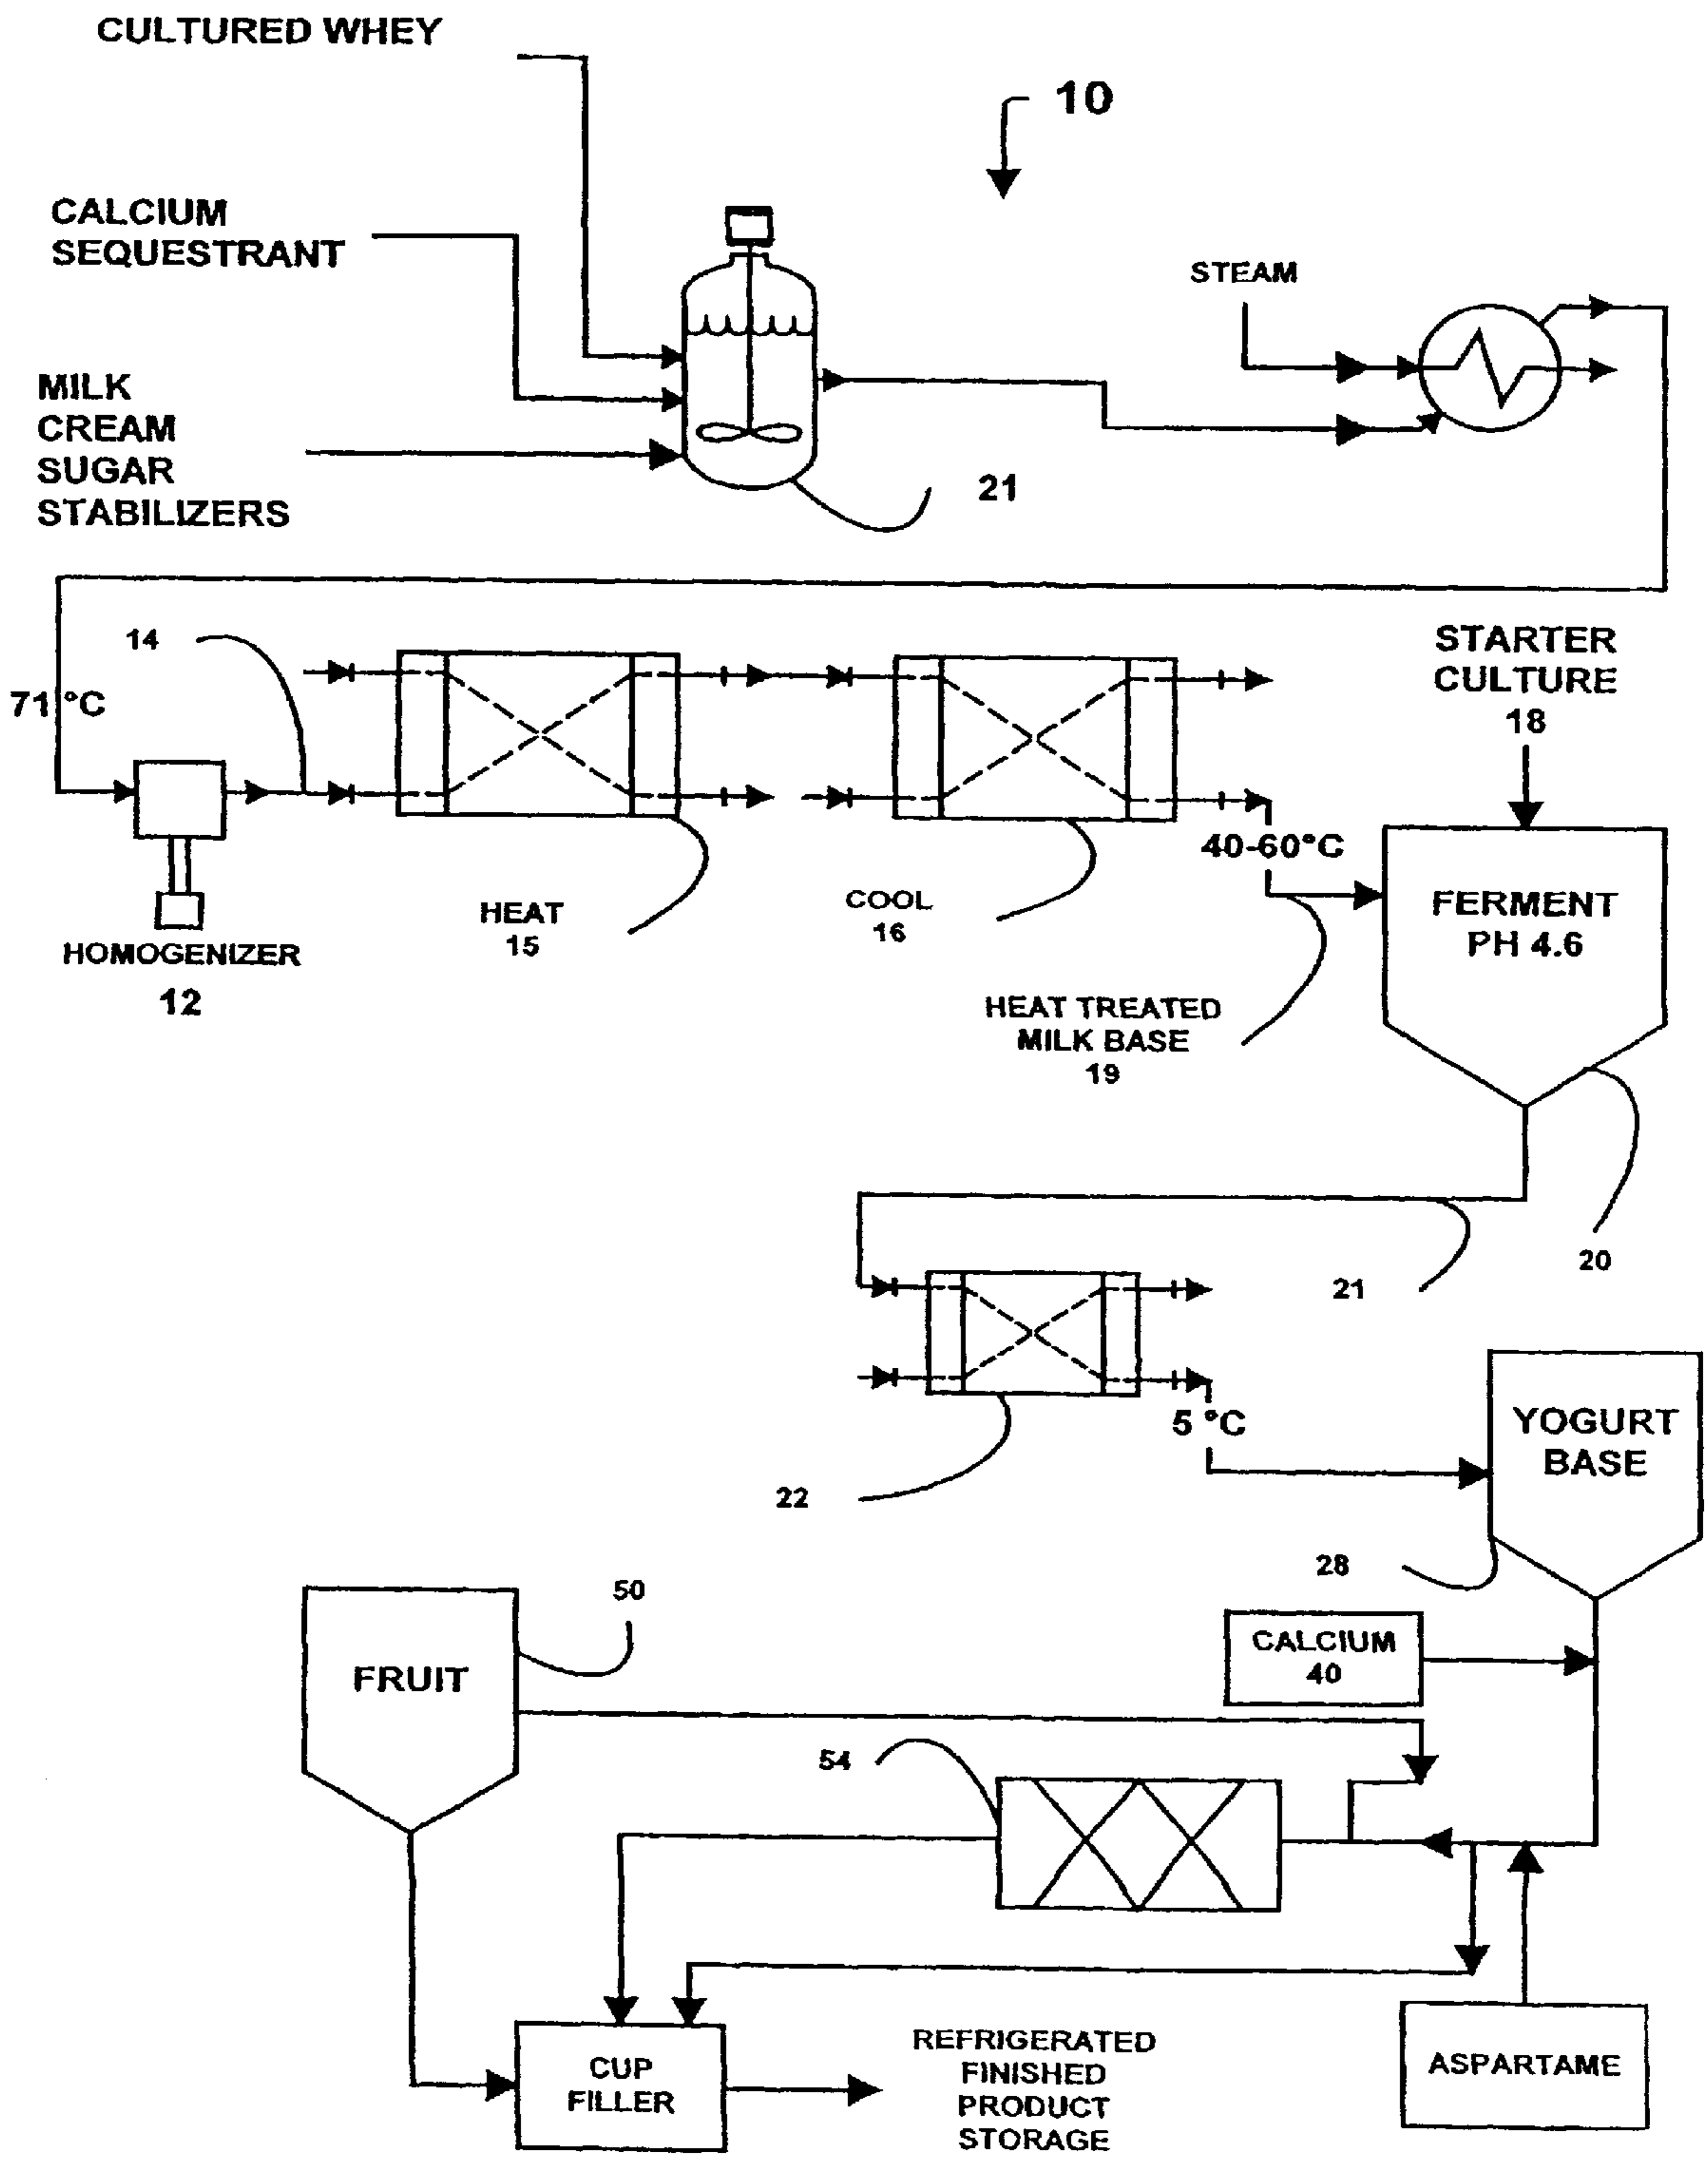 CULTURED WHEY
10
CALCIUM
SEQUESTRANT
STEAM
MILK
CREAM
SUGAR
STABILIZERS
21
14
71 °C
STARTER
CULTURE
18
40-60°C
HEAT
15
COOL
16
FERMENT
PH 4.6
HOMOGENIZER
12
HEAT TREATED
MILK BASE
19
20
21
5 °C
22
YOGURT
BASE
28
50
FRUIT
CALCIUM
40
54
CUP
FILLER
REFRIGERATED
FINISHED
PRODUCT
STORAGE
ASPARTAME